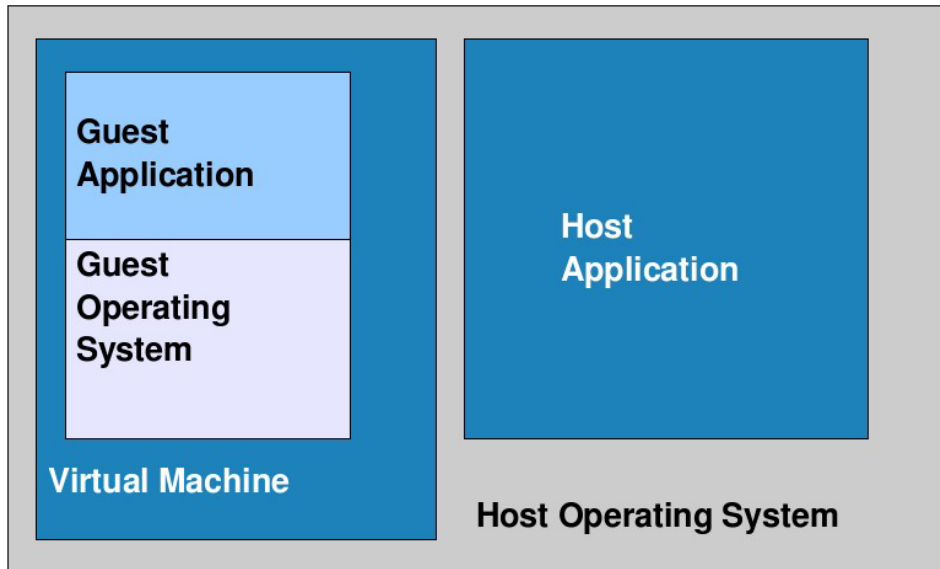 Guest
Application
Guest
Operating
System
Virtual Machine
Host
Application
Host Operating System